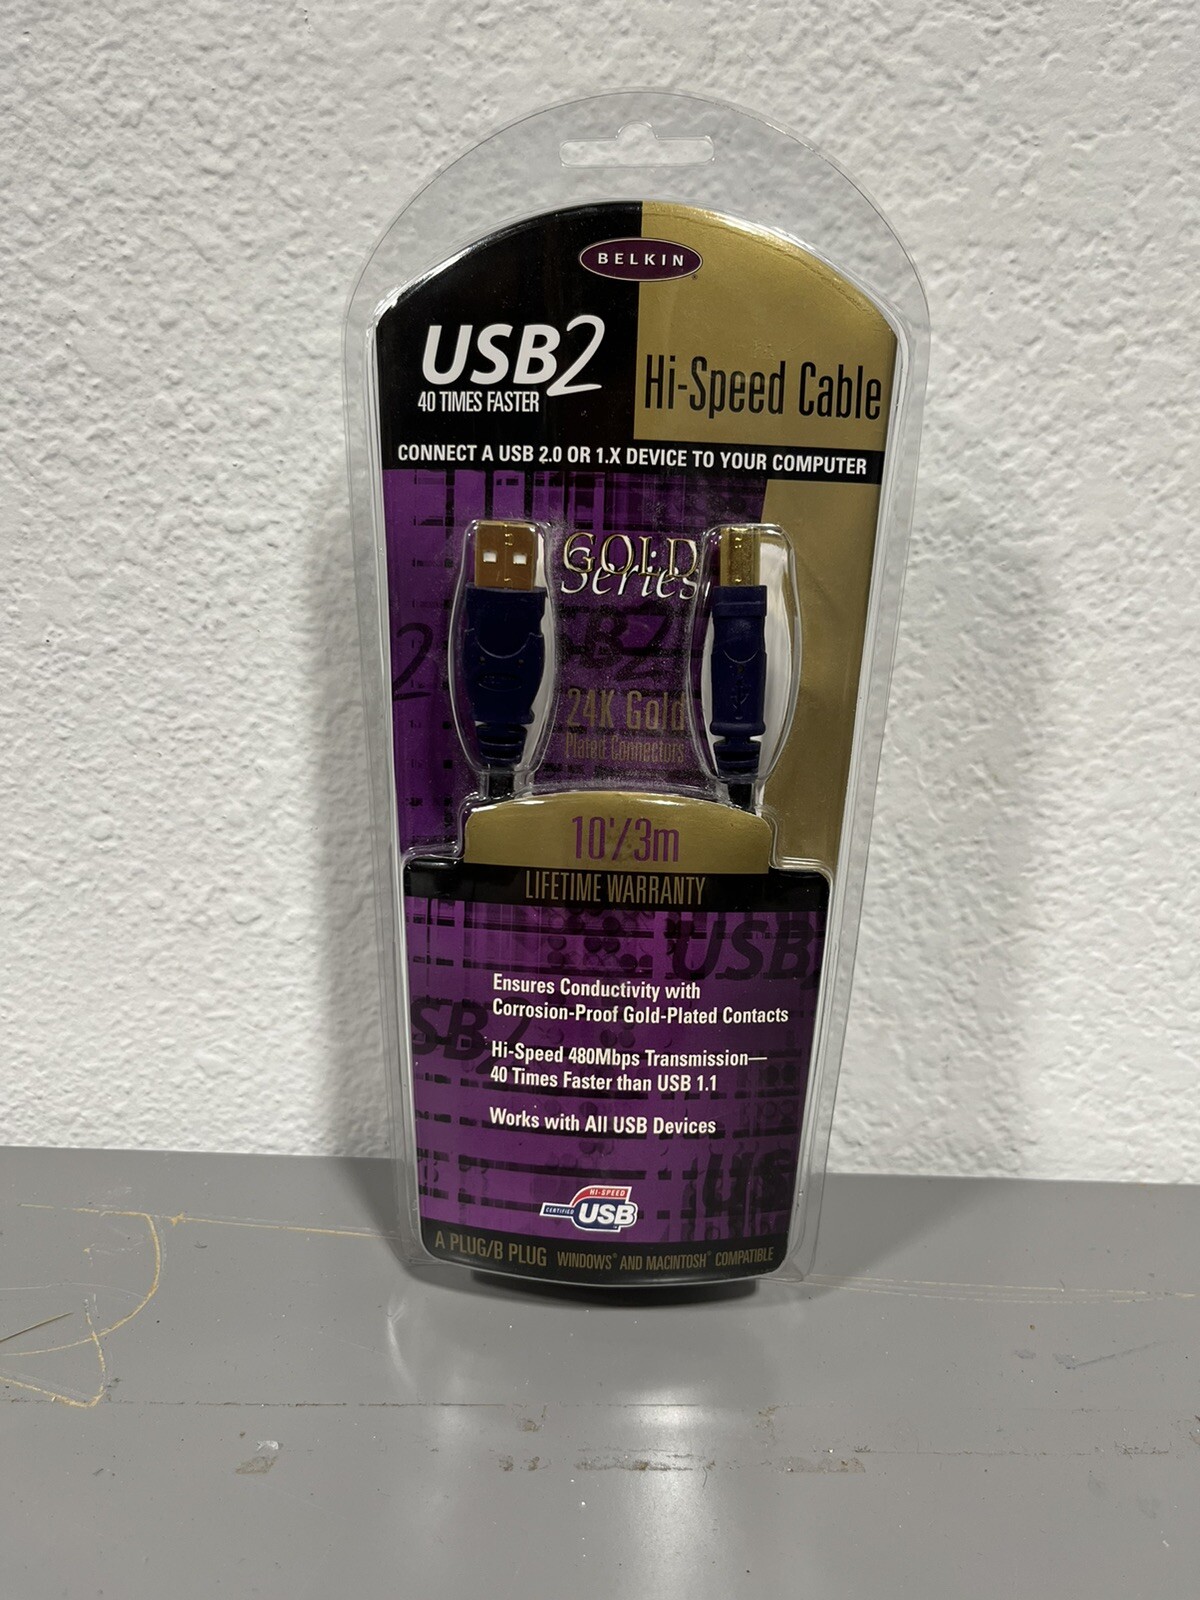 BELKIN
USB2
40 TIMES FASTER
Hi-Speed Cable
CONNECT A USB 2.0 OR 1.X DEVICE TO YOUR COMPUTER
GOLD
Series
USB2
24K Gold
Plated Connectors
10'/3m
LIFETIME WARRANTY
USB2
Ensures Conductivity with
Corrosion-Proof Gold-Plated Contacts
SB2
Hi-Speed 480Mbps Transmission—
40 Times Faster than USB 1.1
Works with All USB Devices
US
HI-SPEED
CERTIFIED USB
A PLUG/B PLUG WINDOWS® AND MACINTOSH® COMPATIBLE